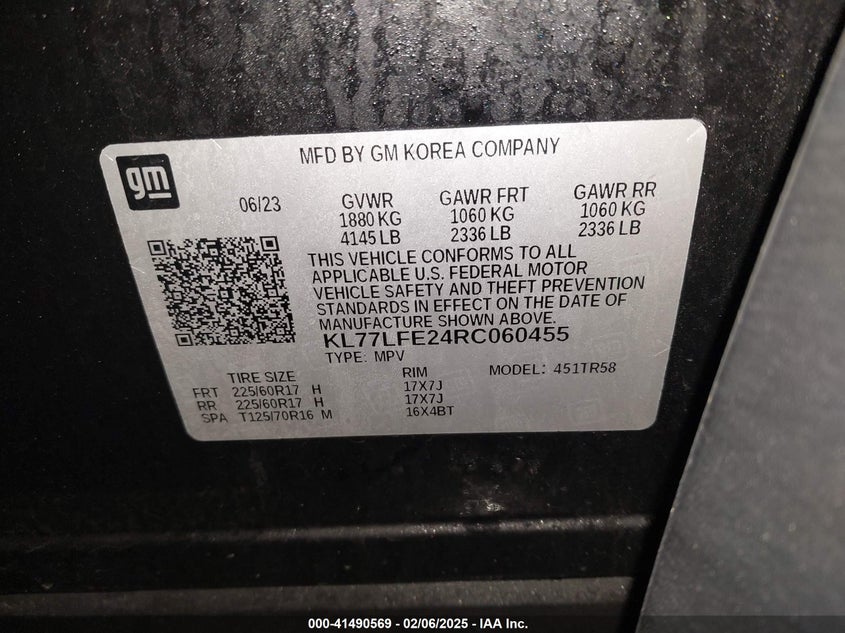 MFD BY GM KOREA COMPANY
gm
06/23
GVWR GAWR FRT GAWR RR
1880 KG 1060 KG 1060 KG
4145 LB 2336 LB 2336 LB
THIS VEHICLE CONFORMS TO ALL
APPLICABLE U.S. FEDERAL MOTOR
VEHICLE SAFETY AND THEFT PREVENTION
STANDARDS IN EFFECT ON THE DATE OF
MANUFACTURE SHOWN ABOVE.
KL77LFE24RC060455
TYPE: MPV
TIRE SIZE RIM MODEL: 451TR58
FRT 225/60R17 H 17X7J
RR 225/60R17 H 17X7J
SPA T125/70R16 M 16X4BT
000-41490569 - 02/06/2025 - IAA Inc.